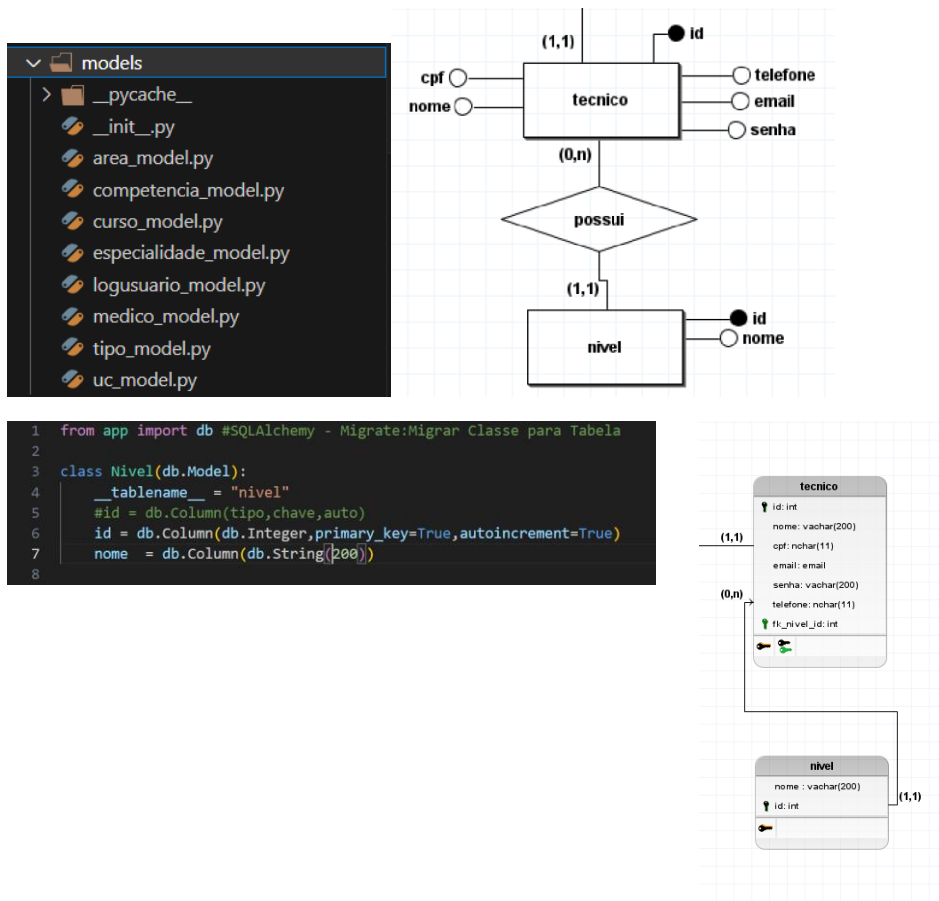 models
__pycache__
__init__.py
area_model.py
competencia_model.py
curso_model.py
especialidade_model.py
logusuario_model.py
medico_model.py
tipo_model.py
uc_model.py
(1,1)
id
cpf
nome
tecnico
telefone
email
senha
(0,n)
possui
(1,1)
nivel
id
nome
1 from app import db #SQLAlchemy - Migrate:Migrar Classe para Tabela
2
3 class Nivel(db.Model):
4 __tablename__ = "nivel"
5 #id = db.Column(tipo,chave,auto)
6 id = db.Column(db.Integer,primary_key=True,autoincrement=True)
7 nome = db.Column(db.String(200))
8
tecnico
id: int
nome: vachar(200)
(1,1)
cpf: nchar(11)
email: email
senha: vachar(200)
(0,n)
telefone: nchar(11)
fk_nivel_id: int
nivel
nome : vachar(200)
(1,1)
id: int